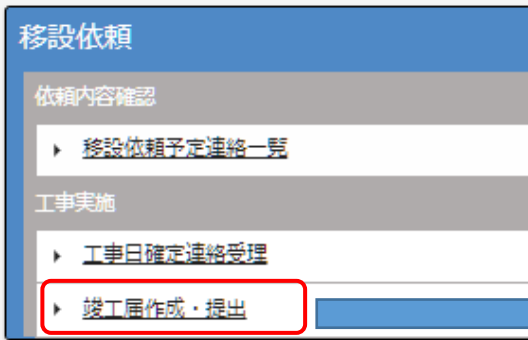 移設依頼
依頼内容確認
移設依頼予定連絡一覧
工事実施
工事日確定連絡受理
竣工届作成・提出